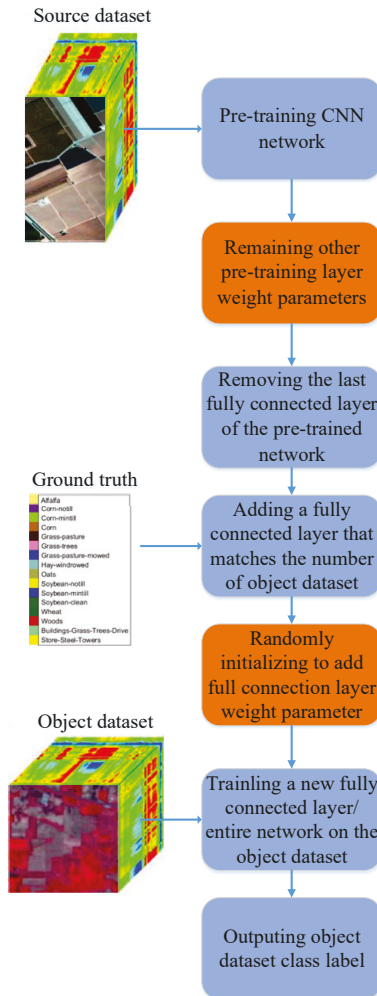 Source dataset
Pre-training CNN
network
Remaining other
pre-training layer
weight parameters
Removing the last
fully connected layer
of the pre-trained
network
Ground truth
Alfalfa
Corn-notill
Corn-mintill
Corn
Grass-pasture
Grass-trees
Grass-pasture-mowed
Hay-windrowed
Oats
Soybean-notill
Soybean-mintill
Soybean-clean
Wheat
Woods
Buildings-Grass-Trees-Drive
Store-Steel-Towers
Adding a fully
connected layer that
matches the number
of object dataset
Randomly
initializing to add
full connection layer
weight parameter
Object dataset
Trainling a new fully
connected layer/
entire network on the
object dataset
Outputing object
dataset class label